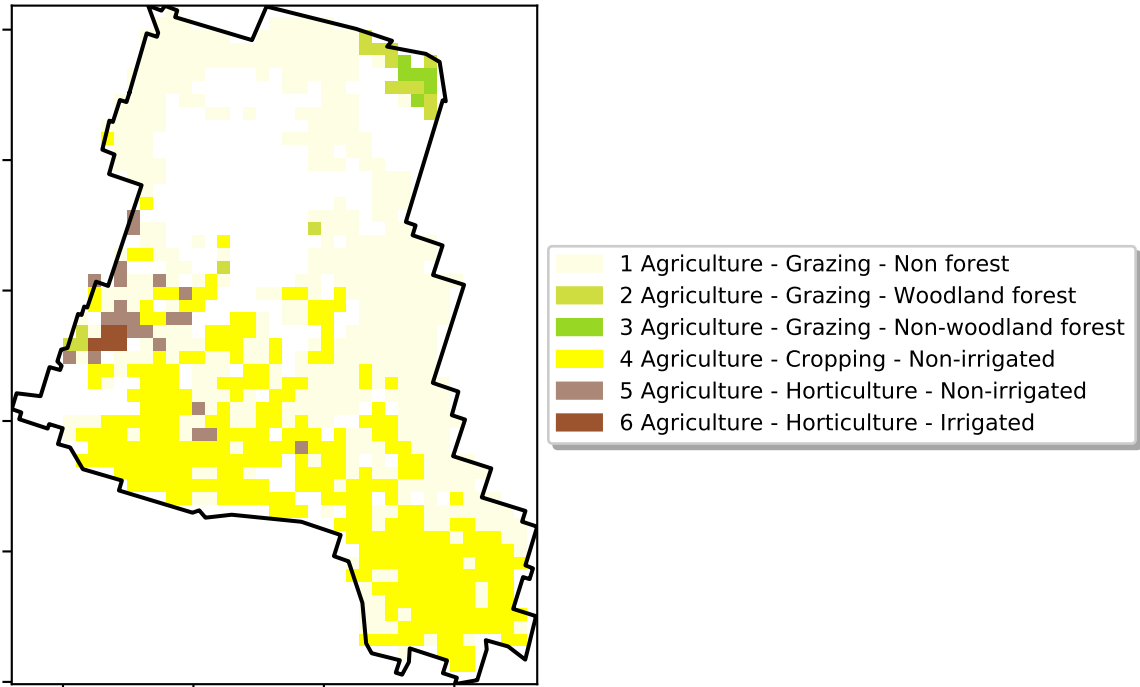 1 Agriculture - Grazing - Non forest
2 Agriculture - Grazing - Woodland forest
3 Agriculture - Grazing - Non-woodland forest
4 Agriculture - Cropping - Non-irrigated
5 Agriculture - Horticulture - Non-irrigated
6 Agriculture - Horticulture - Irrigated